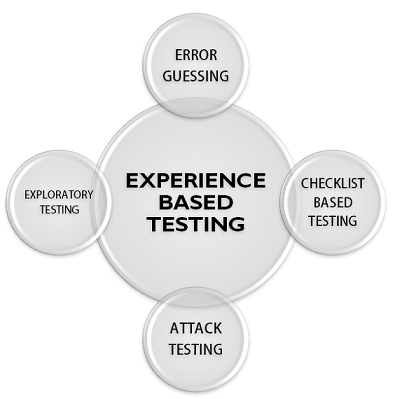 ERROR
GUESSING
EXPERIENCE
BASED
TESTING
EXPLORATORY
TESTING
CHECKLIST
BASED
TESTING
ATTACK
TESTING